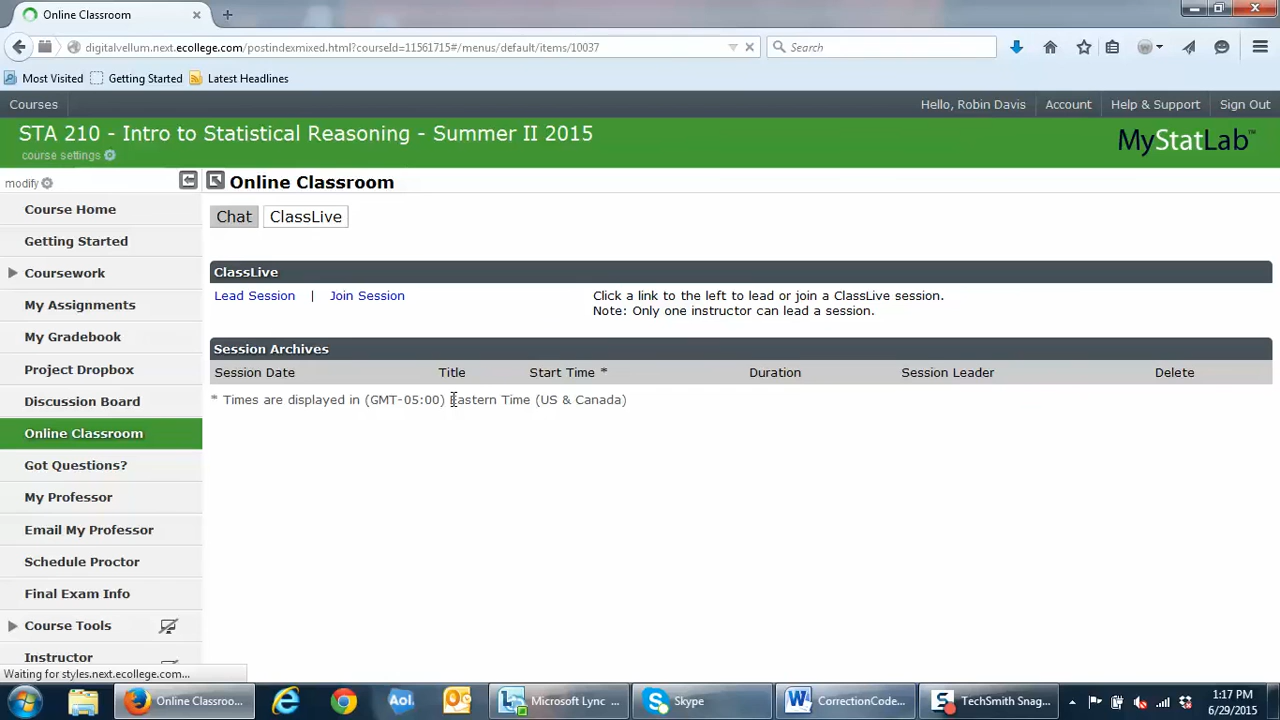 Online Classroom
digitalvellum.next.ecollege.com/postindexmixed.html?courseId=11561715#/menus/default/items/10037
Search
Most Visited Getting Started Latest Headlines
Courses Hello, Robin Davis Account Help & Support Sign Out
STA 210 - Intro to Statistical Reasoning - Summer II 2015
course settings
MyStatLab™
modify
Online Classroom
Course Home
Getting Started
Coursework
My Assignments
My Gradebook
Project Dropbox
Discussion Board
Online Classroom
Got Questions?
My Professor
Email My Professor
Schedule Proctor
Final Exam Info
Course Tools
Instructor
Chat ClassLive
ClassLive
Lead Session | Join Session
Click a link to the left to lead or join a ClassLive session.
Note: Only one instructor can lead a session.
Session Archives
Session Date Title Start Time * Duration Session Leader Delete
* Times are displayed in (GMT-05:00) Eastern Time (US & Canada)
Waiting for styles.next.ecollege.com...
Online Classroo... Aol. Microsoft Lync ... Skype CorrectionCode... TechSmith Snag...
1:17 PM
6/29/2015